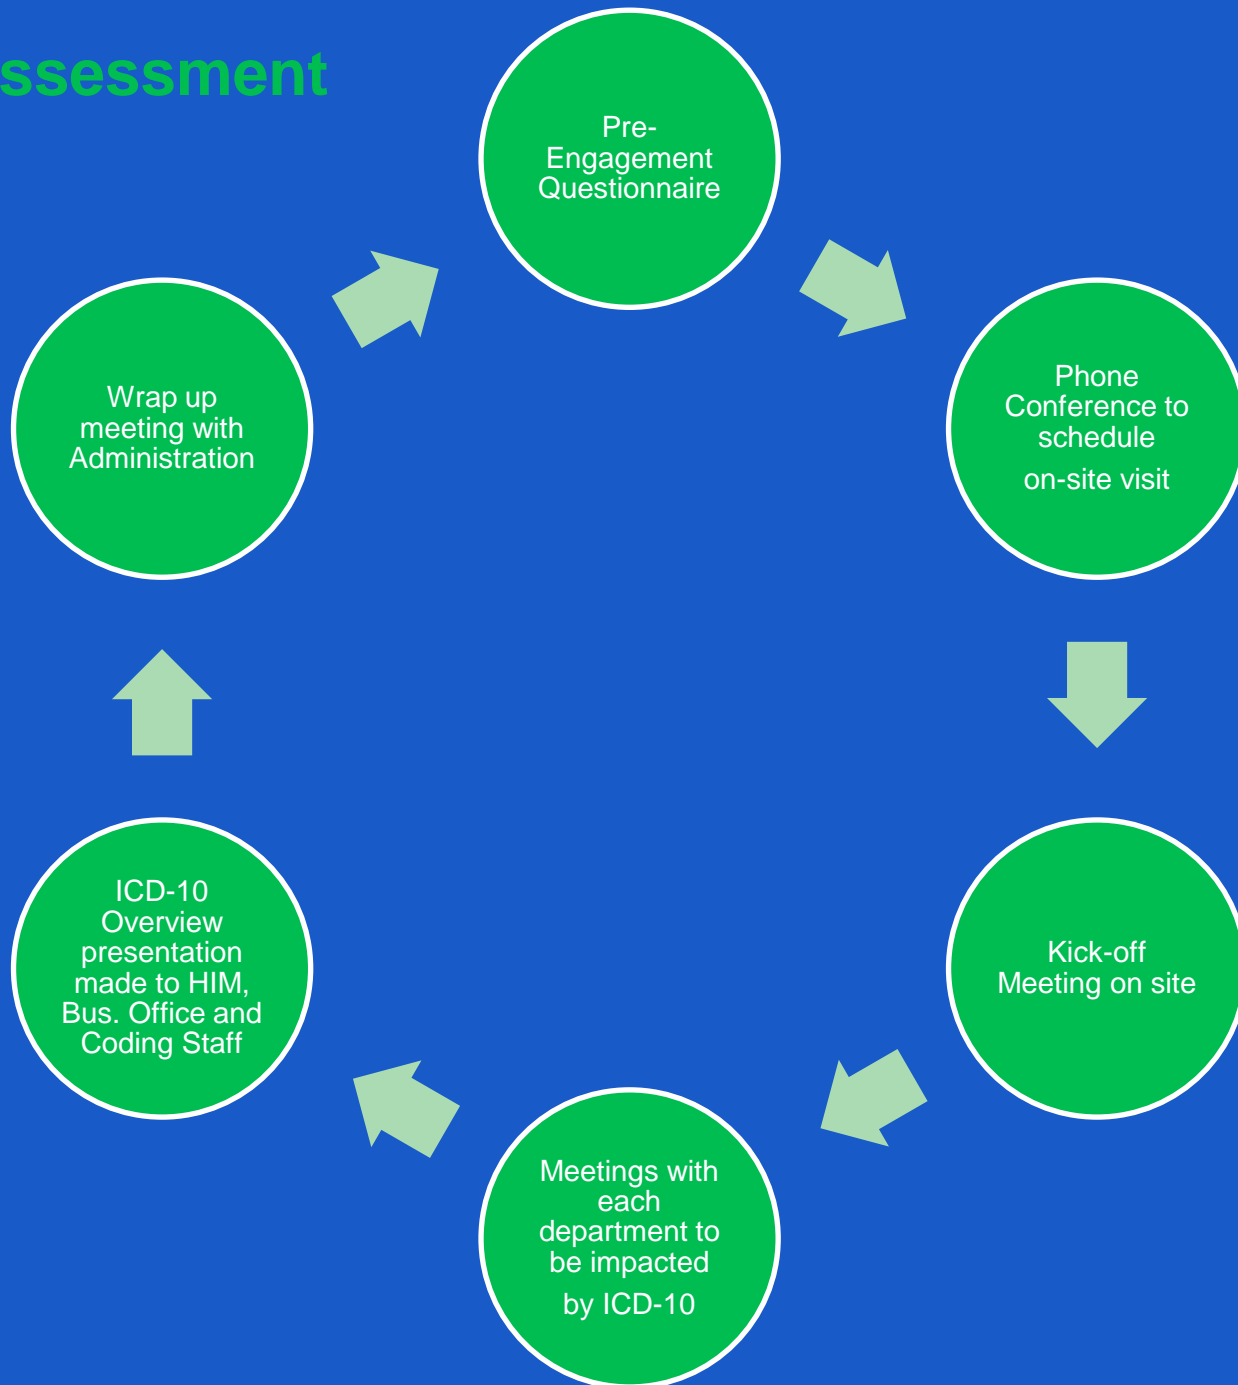 ssessment
Pre-
Engagement
Questionnaire
Phone
Conference to
schedule
on-site visit
Kick-off
Meeting on site
Meetings with
each
department to
be impacted
by ICD-10
ICD-10
Overview
presentation
made to HIM,
Bus. Office and
Coding Staff
Wrap up
meeting with
Administration